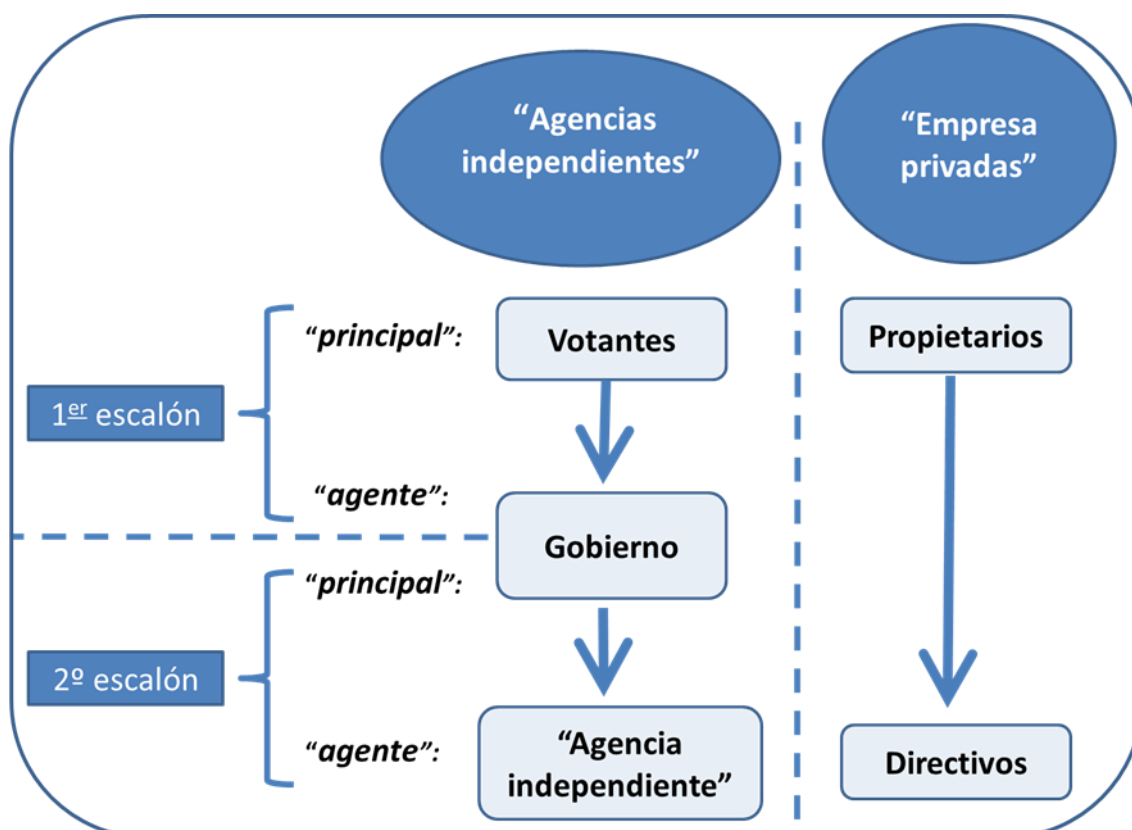 “Agencias
independientes”
“Empresa
privadas”
“principal”:
Votantes
Propietarios
1er escalón
“agente”:
Gobierno
“principal”:
2º escalón
“agente”:
“Agencia
independiente”
Directivos